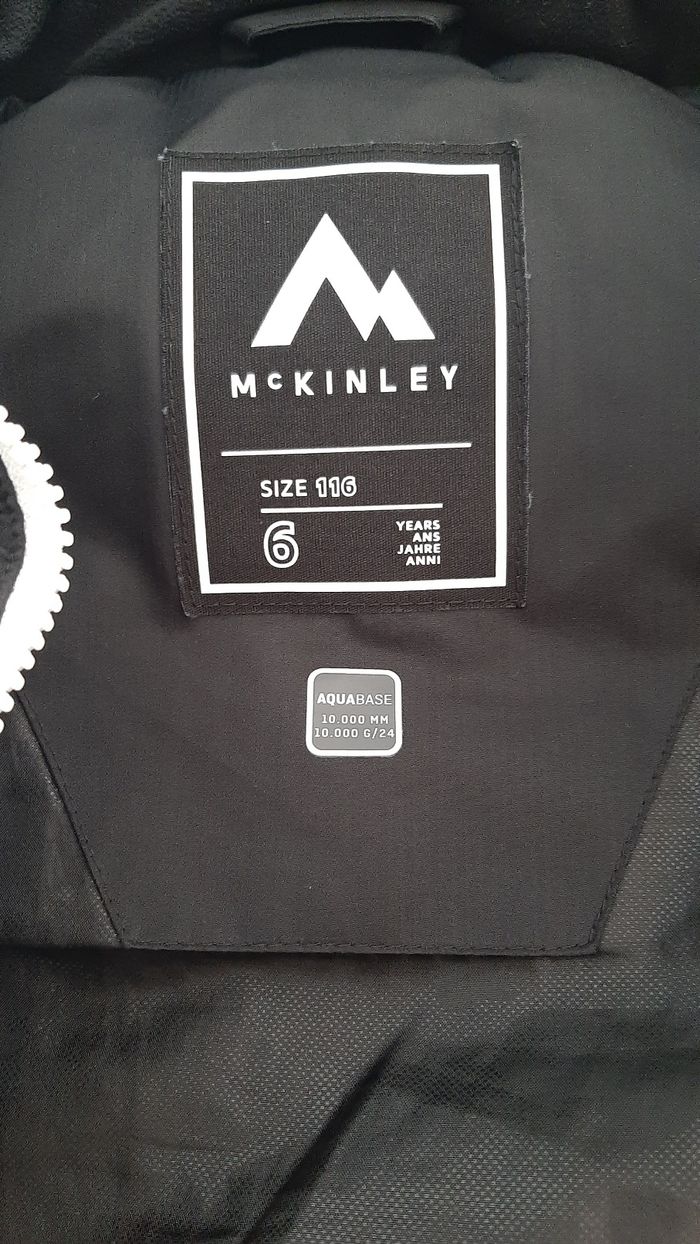 McKINLEY
SIZE 116
6
YEARS
ANS
JAHRE
ANNI
AQUABASE
10.000 MM
10.000 G/24